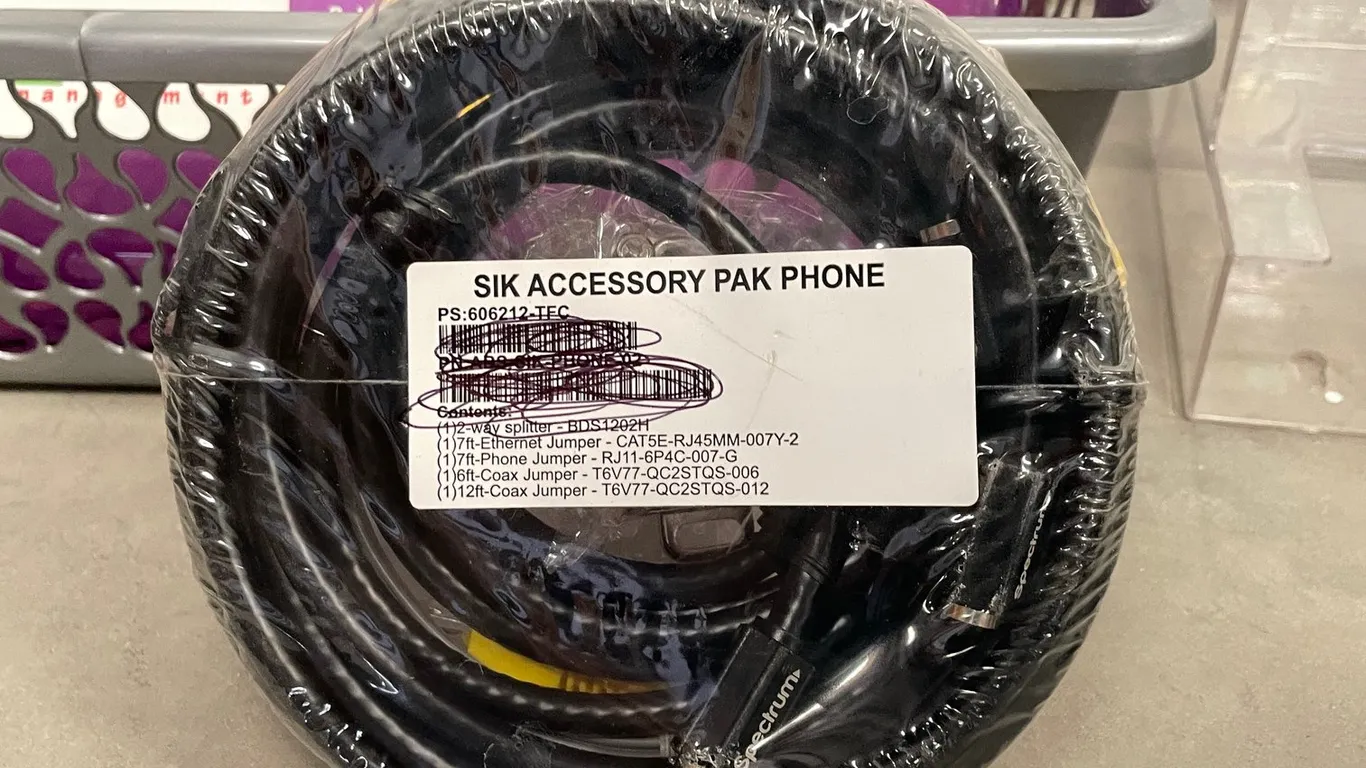 SIK ACCESSORY PAK PHONE
PS:606212-TFC
Contents:
(1)2-way splitter - BDS1202H
(1)7ft-Ethernet Jumper - CAT5E-RJ45MM-007Y-2
(1)7ft-Phone Jumper - RJ11-6P4C-007-G
(1)6ft-Coax Jumper - T6V77-QC2STQS-006
(1)12ft-Coax Jumper - T6V77-QC2STQS-012
spectrum
spectrum